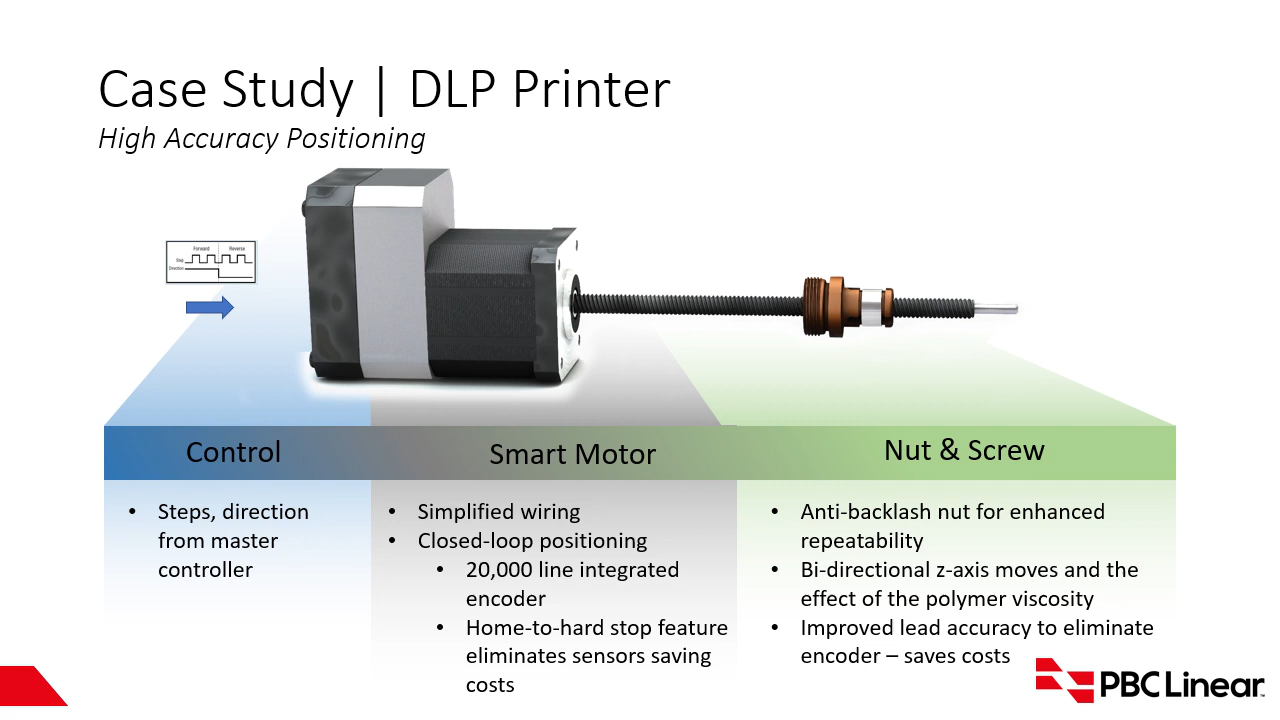 Case Study | DLP Printer
High Accuracy Positioning
Forward Reverse
Step
Direction
Control
Smart Motor
Nut & Screw
• Steps, direction
from master
controller
• Simplified wiring
• Closed-loop positioning
• 20,000 line integrated
encoder
• Home-to-hard stop feature
eliminates sensors saving
costs
• Anti-backlash nut for enhanced
repeatability
• Bi-directional z-axis moves and the
effect of the polymer viscosity
• Improved lead accuracy to eliminate
encoder – saves costs
PBC Linear™